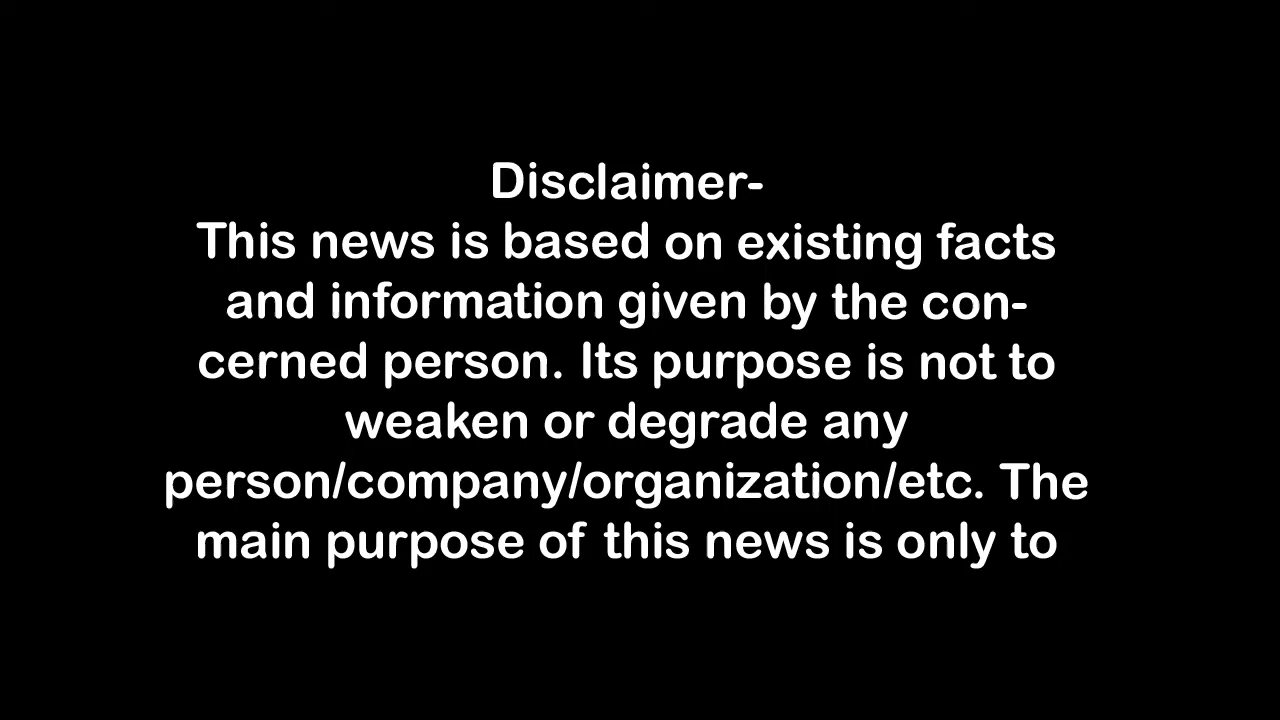 Disclaimer-
This news is based on existing facts
and information given by the con-
cerned person. Its purpose is not to
weaken or degrade any
person/company/organization/etc. The
main purpose of this news is only to